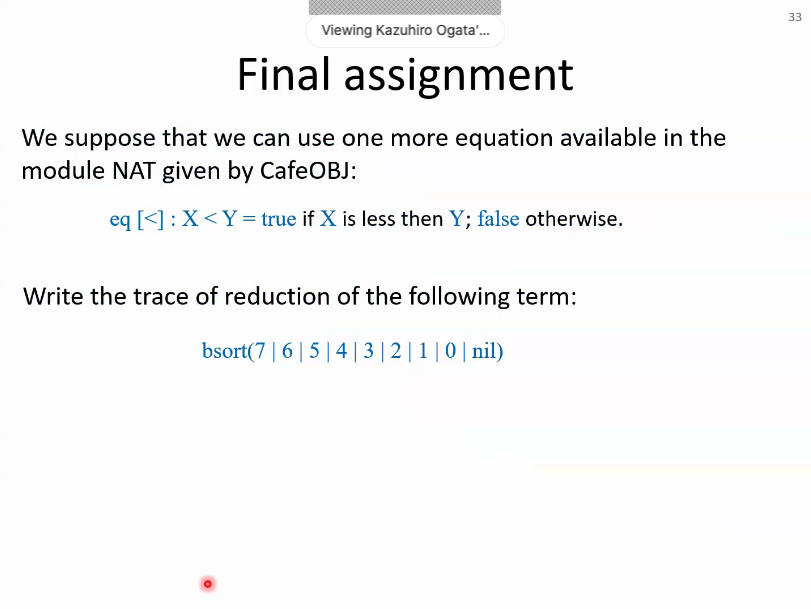 33
Viewing Kazuhiro Ogata'...
Final assignment
We suppose that we can use one more equation available in the
module NAT given by CafeOBJ:
eq [<] : X < Y = true if X is less then Y; false otherwise.
Write the trace of reduction of the following term:
bsort(7 | 6 | 5 | 4 | 3 | 2 | 1 | 0 | nil)